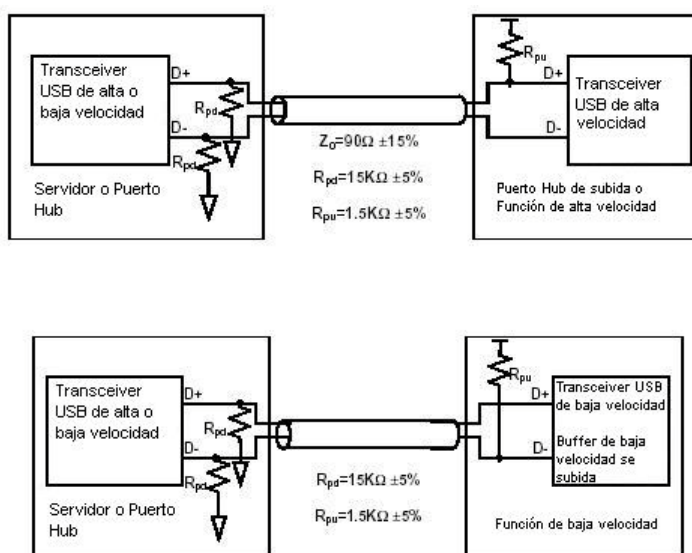 Transceiver
USB de alta o
baja velocidad
D+
D-
Rpd
Rpd
Servidor o Puerto
Hub
Zo=90Ω ±15%
Rpd=15KΩ ±5%
Rpu=1.5KΩ ±5%
Rpu
D+
D-
Transceiver
USB de alta
velocidad
Puerto Hub de subida o
Función de alta velocidad
Transceiver
USB de alta o
baja velocidad
D+
D-
Rpd
Rpd
Servidor o Puerto
Hub
Rpd=15KΩ ±5%
Rpu=1.5KΩ ±5%
Rpu
D+
D-
Transceiver USB
de baja velocidad
Buffer de baja
velocidad se
subida
Función de baja velocidad